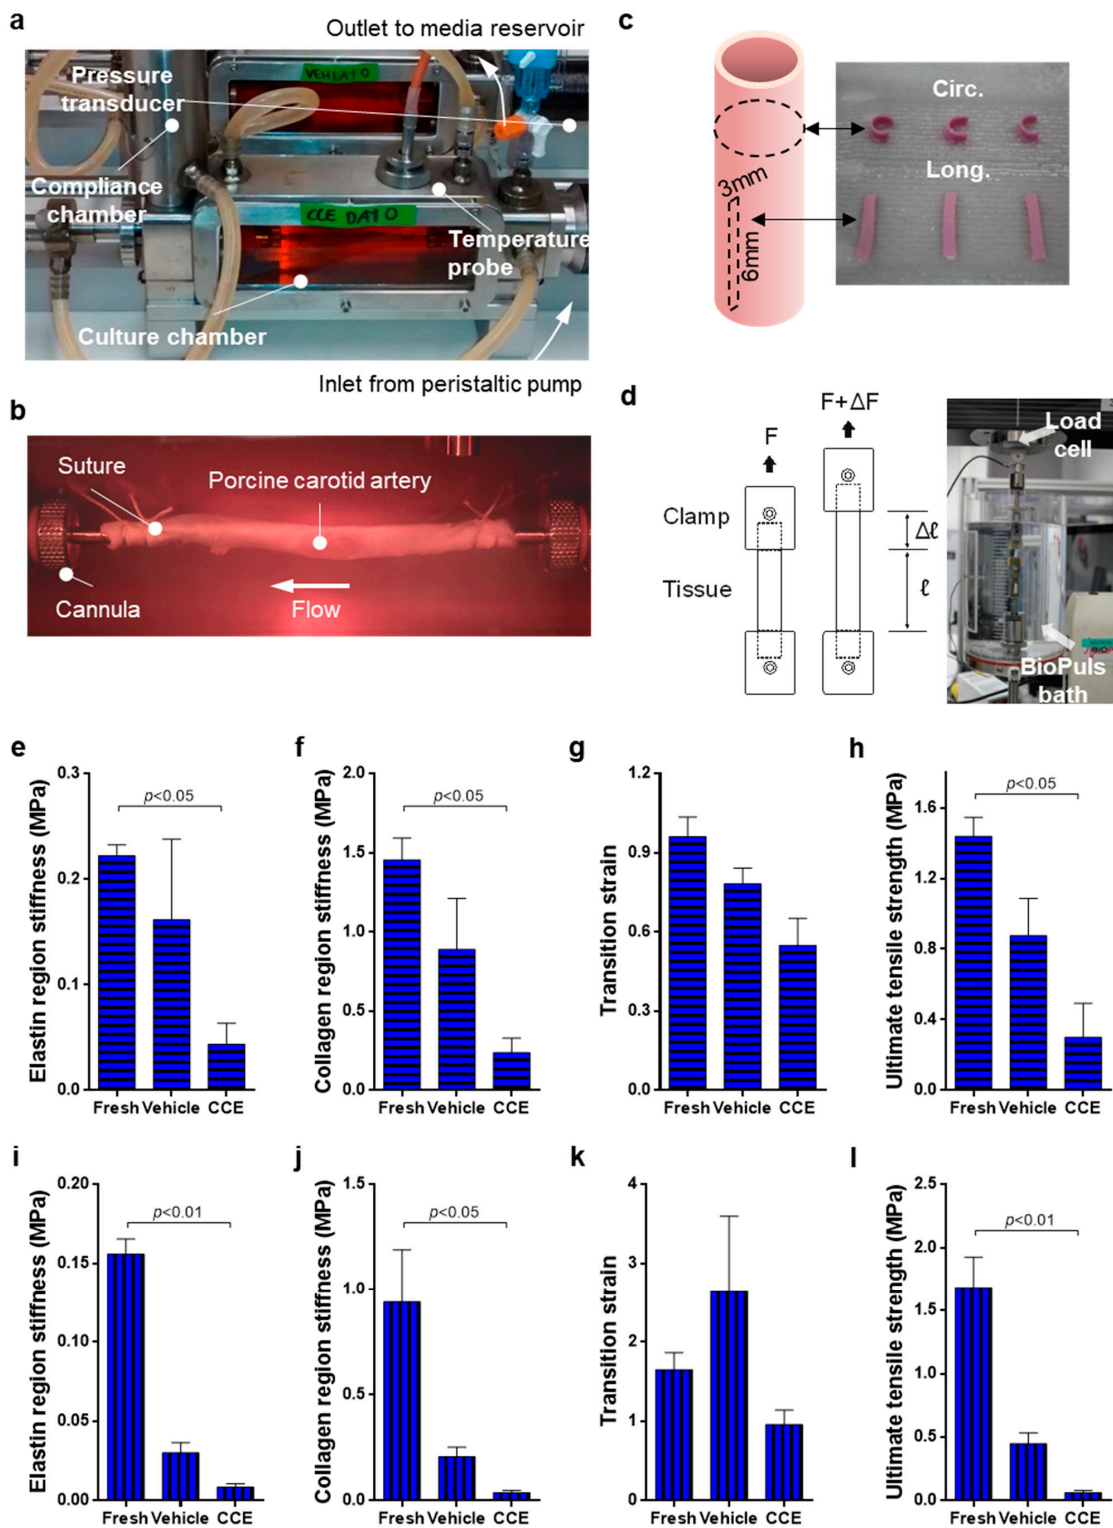 a
Outlet to media reservoir
VEH DAY 0
Pressure
transducer
Compliance
chamber
CCE DAY 0
Temperature
probe
Culture chamber
Inlet from peristaltic pump
b
Suture
Porcine carotid artery
Cannula
Flow
c
Circ.
Long.
3mm
6mm
d
F
F+ΔF
Clamp
Δℓ
Tissue
ℓ
Load
cell
BioPuls
bath
e
Elastin region stiffness (MPa)
0.3
0.2
0.1
0.0
p<0.05
Fresh Vehicle CCE
f
Collagen region stiffness (MPa)
2.0
1.5
1.0
0.5
0.0
p<0.05
Fresh Vehicle CCE
g
Transition strain
1.2
0.9
0.6
0.3
0.0
Fresh Vehicle CCE
h
Ultimate tensile strength (MPa)
1.6
1.2
0.8
0.4
0.0
p<0.05
Fresh Vehicle CCE
i
Elastin region stiffness (MPa)
0.20
0.15
0.10
0.05
0.00
p<0.01
Fresh Vehicle CCE
j
Collagen region stiffness (MPa)
1.5
1.0
0.5
0.0
p<0.05
Fresh Vehicle CCE
k
Transition strain
4
3
2
1
0
Fresh Vehicle CCE
l
Ultimate tensile strength (MPa)
2.5
2.0
1.5
1.0
0.5
0.0
p<0.01
Fresh Vehicle CCE